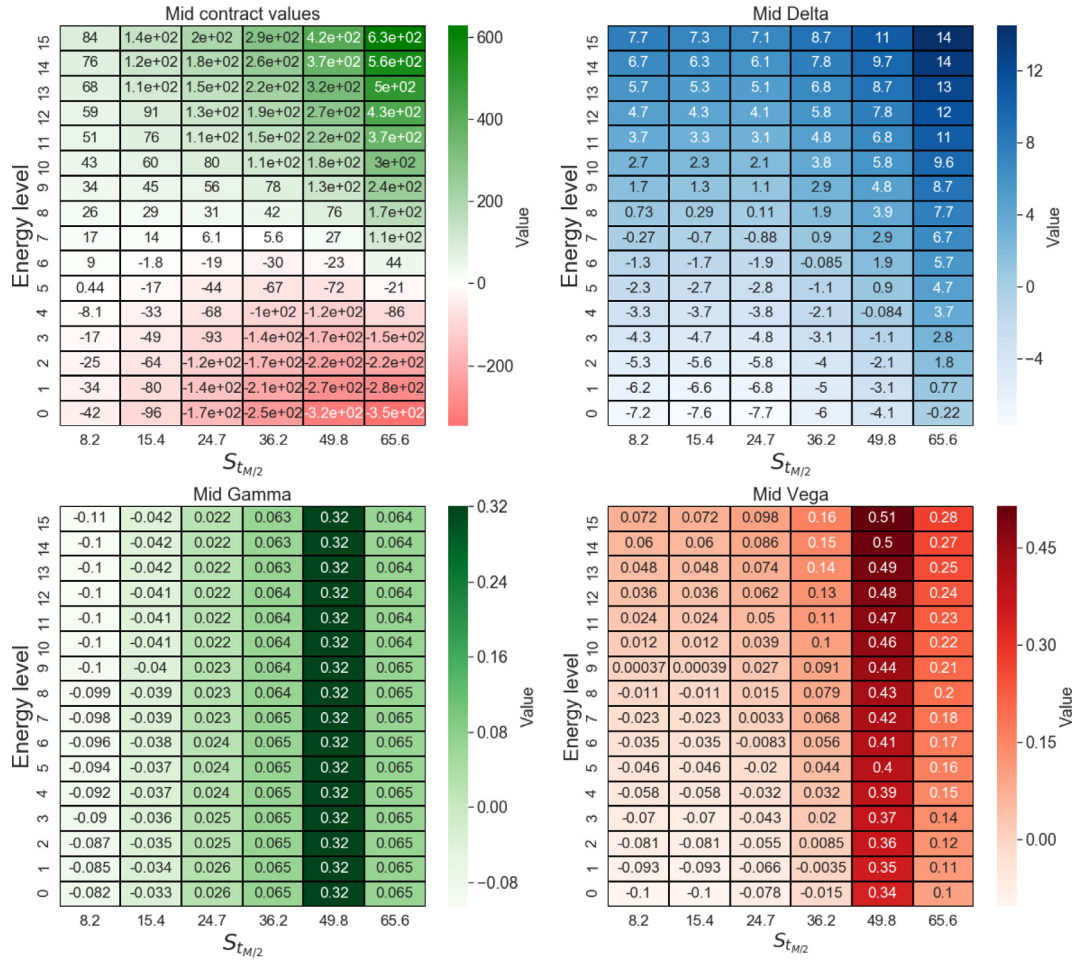 Mid contract values
15 84 1.4e+02 2e+02 2.9e+02 4.2e+02 6.3e+02
14 76 1.2e+02 1.8e+02 2.6e+02 3.7e+02 5.6e+02
13 68 1.1e+02 1.5e+02 2.2e+02 3.2e+02 5e+02
12 59 91 1.3e+02 1.9e+02 2.7e+02 4.3e+02
11 51 76 1.1e+02 1.5e+02 2.2e+02 3.7e+02
10 43 60 80 1.1e+02 1.8e+02 3e+02
9 34 45 56 78 1.3e+02 2.4e+02
8 26 29 31 42 76 1.7e+02
7 17 14 6.1 5.6 27 1.1e+02
6 9 -1.8 -19 -30 -23 44
5 0.44 -17 -44 -67 -72 -21
4 -8.1 -33 -68 -1e+02 -1.2e+02 -86
3 -17 -49 -93 -1.4e+02 -1.7e+02 -1.5e+02
2 -25 -64 -1.2e+02 -1.7e+02 -2.2e+02 -2.2e+02
1 -34 -80 -1.4e+02 -2.1e+02 -2.7e+02 -2.8e+02
0 -42 -96 -1.7e+02 -2.5e+02 -3.2e+02 -3.5e+02
8.2 15.4 24.7 36.2 49.8 65.6
S_{t_{M/2}}
Energy level
600
400
200
0
-200
Value
Mid Delta
15 7.7 7.3 7.1 8.7 11 14
14 6.7 6.3 6.1 7.8 9.7 14
13 5.7 5.3 5.1 6.8 8.7 13
12 4.7 4.3 4.1 5.8 7.8 12
11 3.7 3.3 3.1 4.8 6.8 11
10 2.7 2.3 2.1 3.8 5.8 9.6
9 1.7 1.3 1.1 2.9 4.8 8.7
8 0.73 0.29 0.11 1.9 3.9 7.7
7 -0.27 -0.7 -0.88 0.9 2.9 6.7
6 -1.3 -1.7 -1.9 -0.085 1.9 5.7
5 -2.3 -2.7 -2.8 -1.1 0.9 4.7
4 -3.3 -3.7 -3.8 -2.1 -0.084 3.7
3 -4.3 -4.7 -4.8 -3.1 -1.1 2.8
2 -5.3 -5.6 -5.8 -4 -2.1 1.8
1 -6.2 -6.6 -6.8 -5 -3.1 0.77
0 -7.2 -7.6 -7.7 -6 -4.1 -0.22
8.2 15.4 24.7 36.2 49.8 65.6
S_{t_{M/2}}
Energy level
12
8
4
0
-4
Value
Mid Gamma
15 -0.11 -0.042 0.022 0.063 0.32 0.064
14 -0.1 -0.042 0.022 0.063 0.32 0.064
13 -0.1 -0.042 0.022 0.063 0.32 0.064
12 -0.1 -0.041 0.022 0.064 0.32 0.064
11 -0.1 -0.041 0.022 0.064 0.32 0.064
10 -0.1 -0.041 0.022 0.064 0.32 0.064
9 -0.1 -0.04 0.023 0.064 0.32 0.065
8 -0.099 -0.039 0.023 0.064 0.32 0.065
7 -0.098 -0.039 0.023 0.065 0.32 0.065
6 -0.096 -0.038 0.024 0.065 0.32 0.065
5 -0.094 -0.037 0.024 0.065 0.32 0.065
4 -0.092 -0.037 0.024 0.065 0.32 0.065
3 -0.09 -0.036 0.025 0.065 0.32 0.065
2 -0.087 -0.035 0.025 0.065 0.32 0.065
1 -0.085 -0.034 0.026 0.065 0.32 0.065
0 -0.082 -0.033 0.026 0.065 0.32 0.065
8.2 15.4 24.7 36.2 49.8 65.6
S_{t_{M/2}}
Energy level
0.32
0.24
0.16
0.08
0.00
-0.08
Value
Mid Vega
15 0.072 0.072 0.098 0.16 0.51 0.28
14 0.06 0.06 0.086 0.15 0.5 0.27
13 0.048 0.048 0.074 0.14 0.49 0.25
12 0.036 0.036 0.062 0.13 0.48 0.24
11 0.024 0.024 0.05 0.11 0.47 0.23
10 0.012 0.012 0.039 0.1 0.46 0.22
9 0.00037 0.00039 0.027 0.091 0.44 0.21
8 -0.011 -0.011 0.015 0.079 0.43 0.2
7 -0.023 -0.023 0.0033 0.068 0.42 0.18
6 -0.035 -0.035 -0.0083 0.056 0.41 0.17
5 -0.046 -0.046 -0.02 0.044 0.4 0.16
4 -0.058 -0.058 -0.032 0.032 0.39 0.15
3 -0.07 -0.07 -0.043 0.02 0.37 0.14
2 -0.081 -0.081 -0.055 0.0085 0.36 0.12
1 -0.093 -0.093 -0.066 -0.0035 0.35 0.11
0 -0.1 -0.1 -0.078 -0.015 0.34 0.1
8.2 15.4 24.7 36.2 49.8 65.6
S_{t_{M/2}}
Energy level
0.45
0.30
0.15
0.00
Value